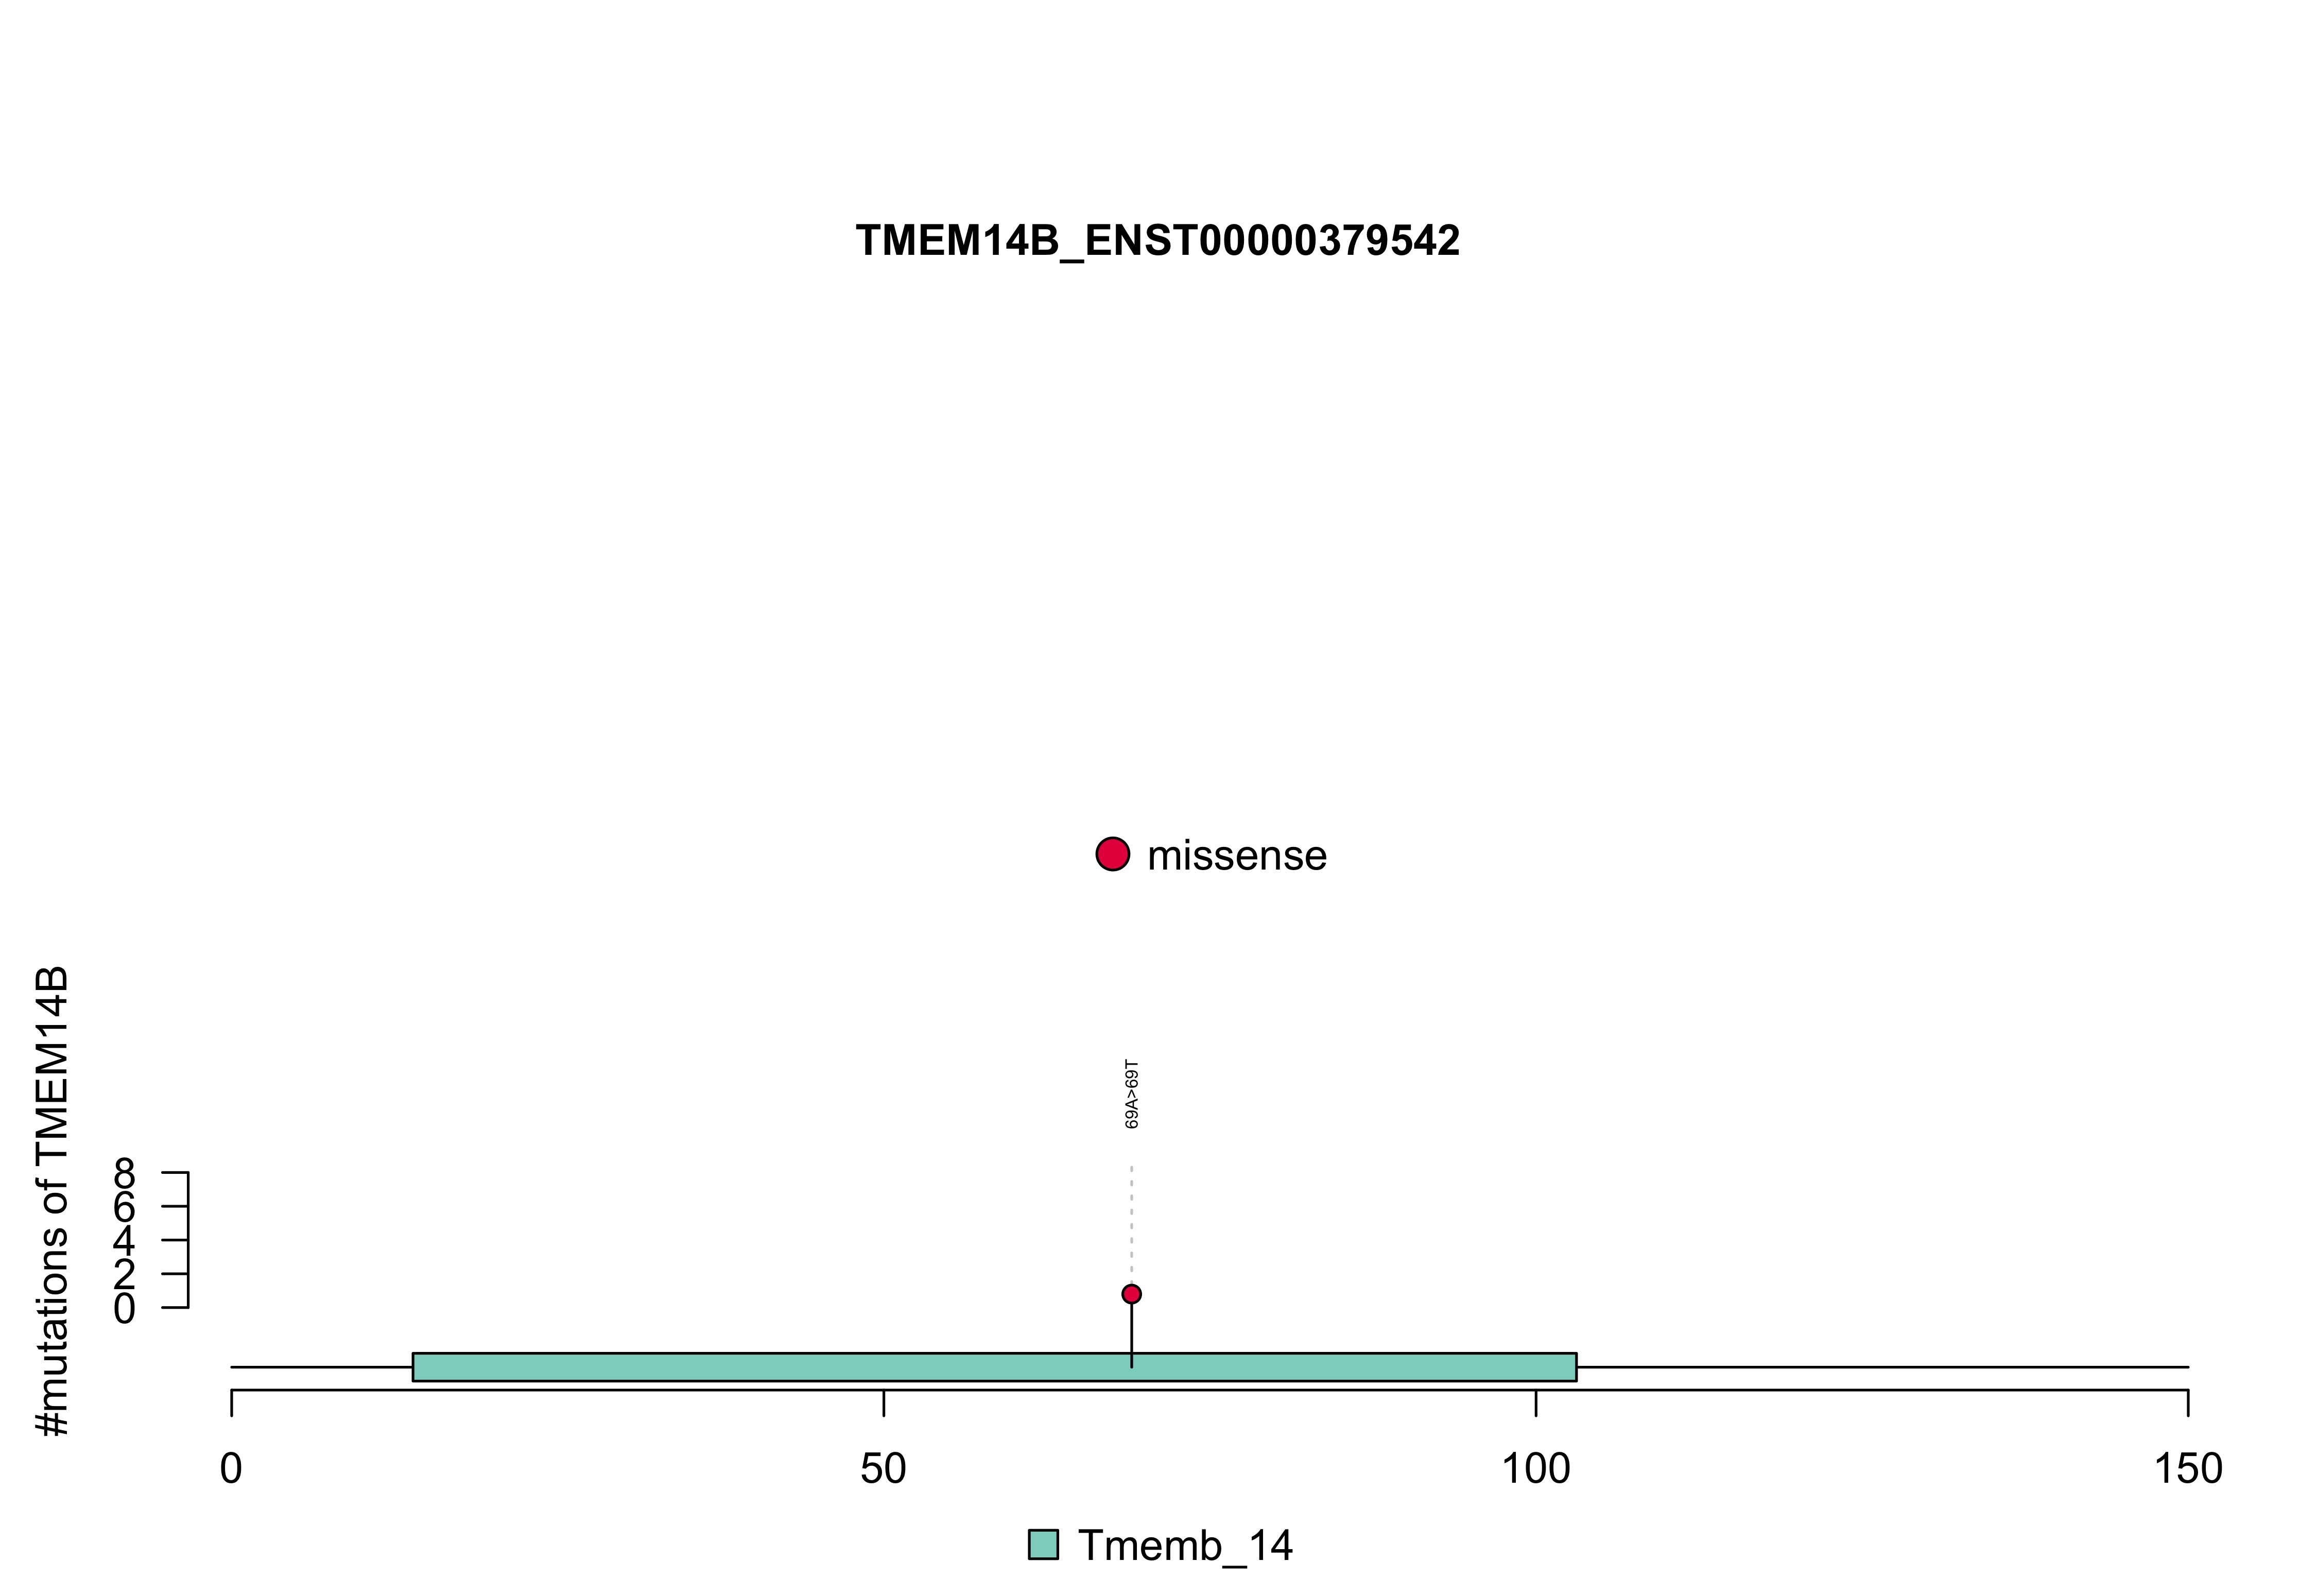 TMEM14B_ENST00000379542
missense
#mutations of TMEM14B
69A>69T
8
6
4
2
0
0 50 100 150
Tmemb_14